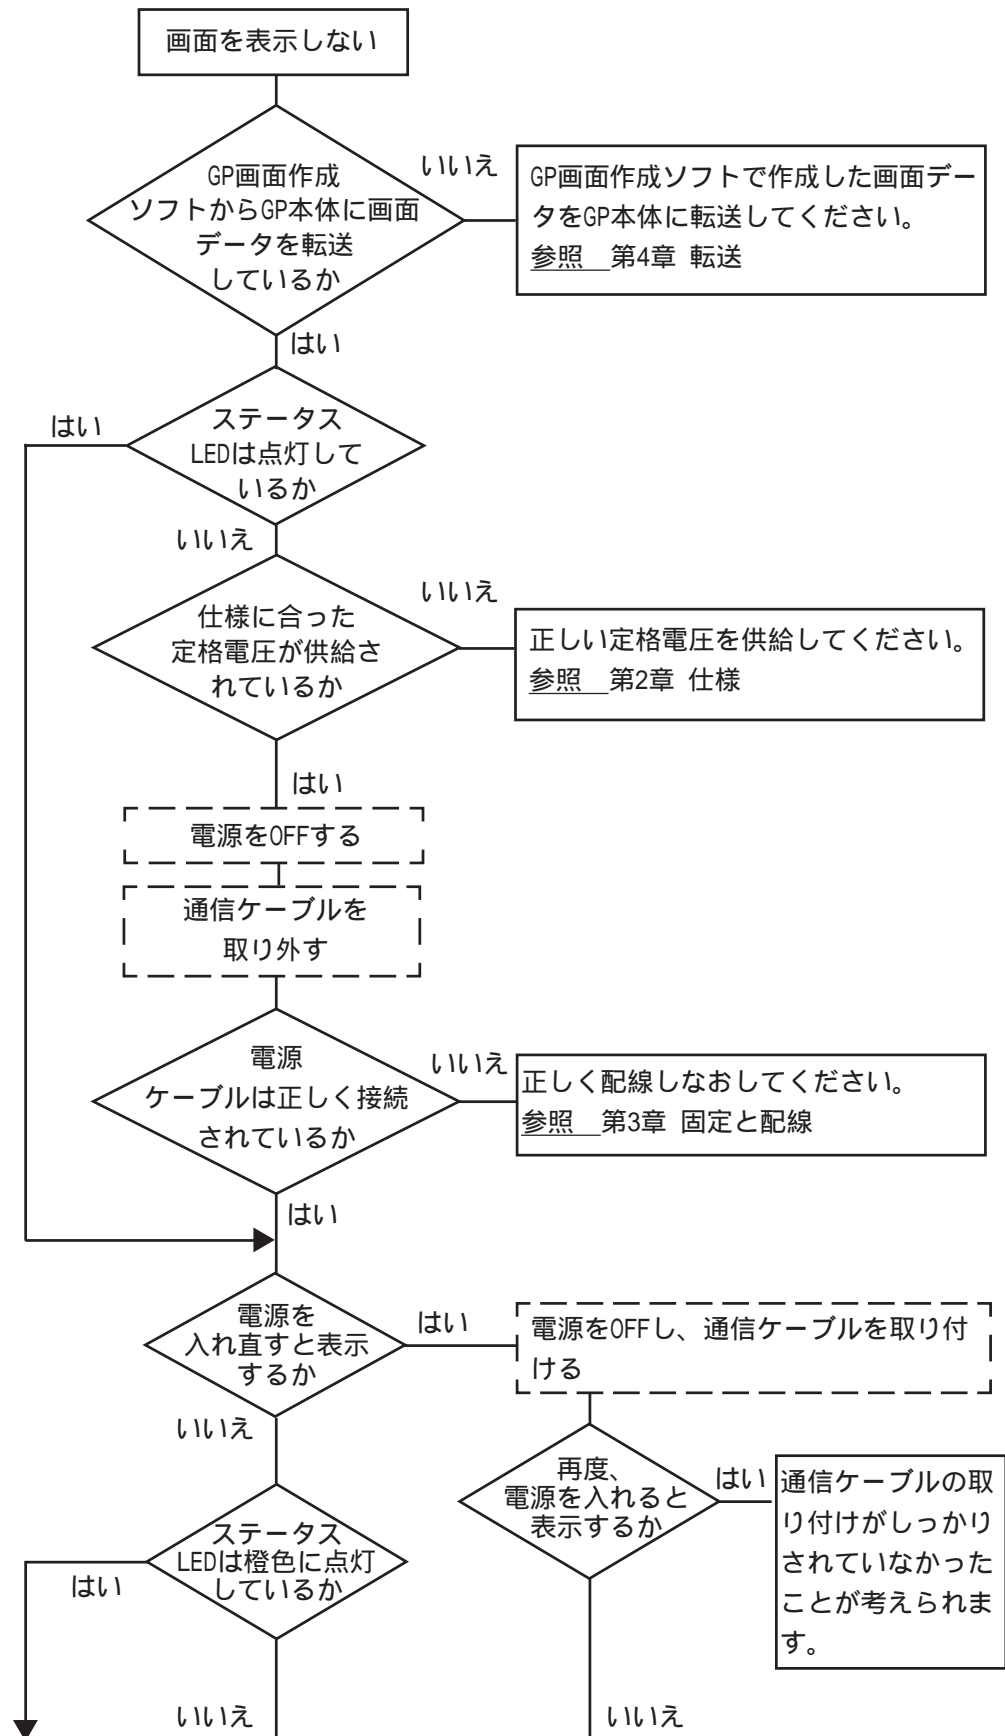 画面を表示しない
GP画面作成
ソフトからGP本体に画面
データを転送
しているか
いいえ
GP画面作成ソフトで作成した画面デー
タをGP本体に転送してください。
参照 第4章 転送
はい
ステータス
LEDは点灯して
いるか
はい
いいえ
仕様に合った
定格電圧が供給さ
れているか
いいえ
正しい定格電圧を供給してください。
参照 第2章 仕様
はい
電源をOFFする
通信ケーブルを
取り外す
電源
ケーブルは正しく接続
されているか
いいえ
正しく配線しなおしてください。
参照 第3章 固定と配線
はい
電源を
入れ直すと表示
するか
はい
電源をOFFし、通信ケーブルを取り付
ける
いいえ
再度、
電源を入れると
表示するか
はい
通信ケーブルの取
り付けがしっかり
されていなかった
ことが考えられま
す。
ステータス
LEDは橙色に点灯
しているか
はい
いいえ
いいえ